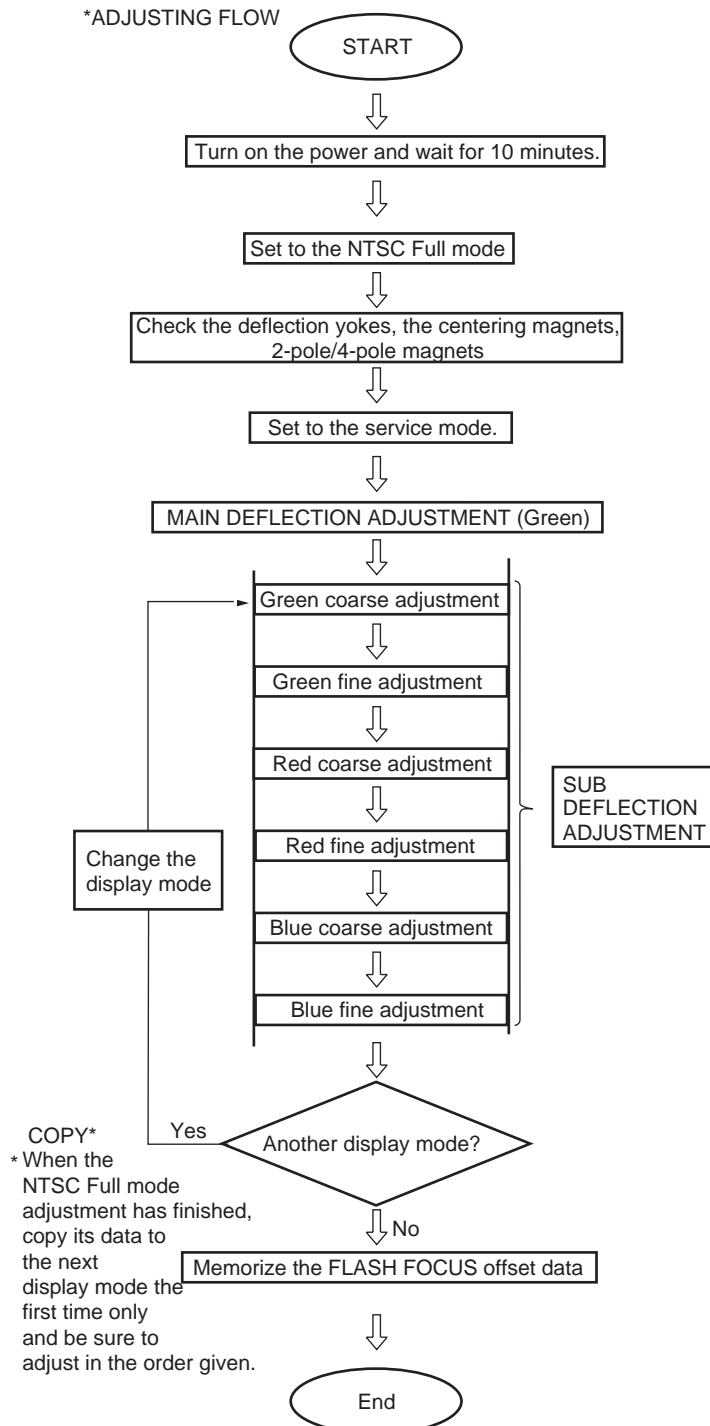 *ADJUSTING FLOW
START
Turn on the power and wait for 10 minutes.
Set to the NTSC Full mode
Check the deflection yokes, the centering magnets,
2-pole/4-pole magnets
Set to the service mode.
MAIN DEFLECTION ADJUSTMENT (Green)
Green coarse adjustment
Green fine adjustment
Red coarse adjustment
Red fine adjustment
Blue coarse adjustment
Blue fine adjustment
SUB
DEFLECTION
ADJUSTMENT
Change the
display mode
Another display mode?
Yes
No
COPY*
* When the
NTSC Full mode
adjustment has finished,
copy its data to
the next
display mode the
first time only
and be sure to
adjust in the order given.
Memorize the FLASH FOCUS offset data
End